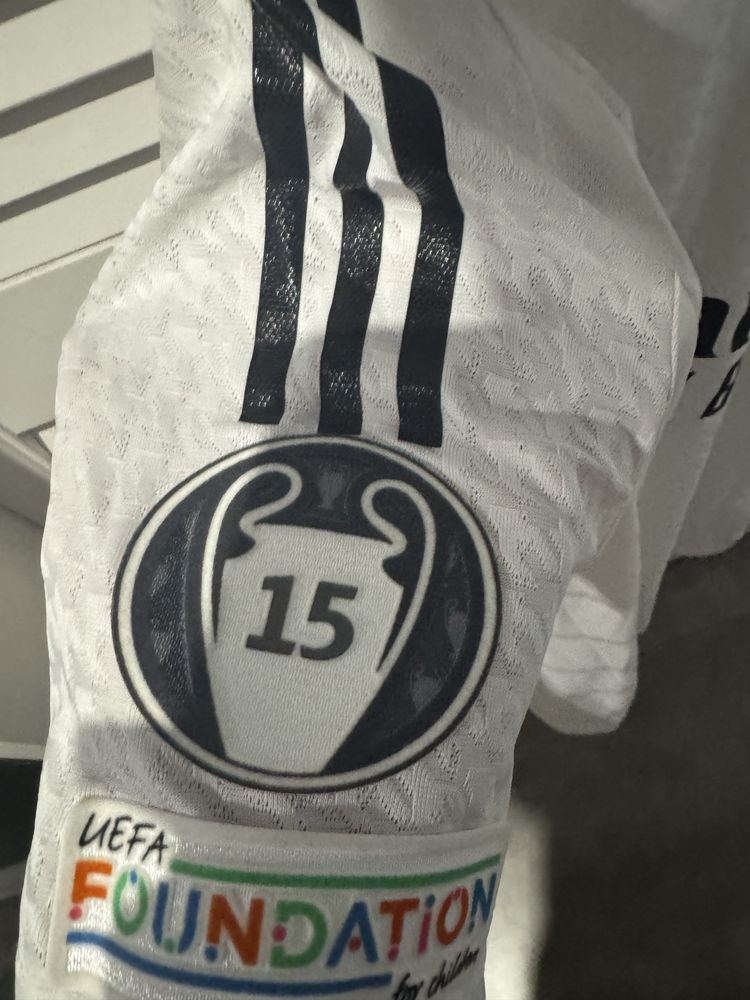 15
UEFA
FOUNDATION
for children